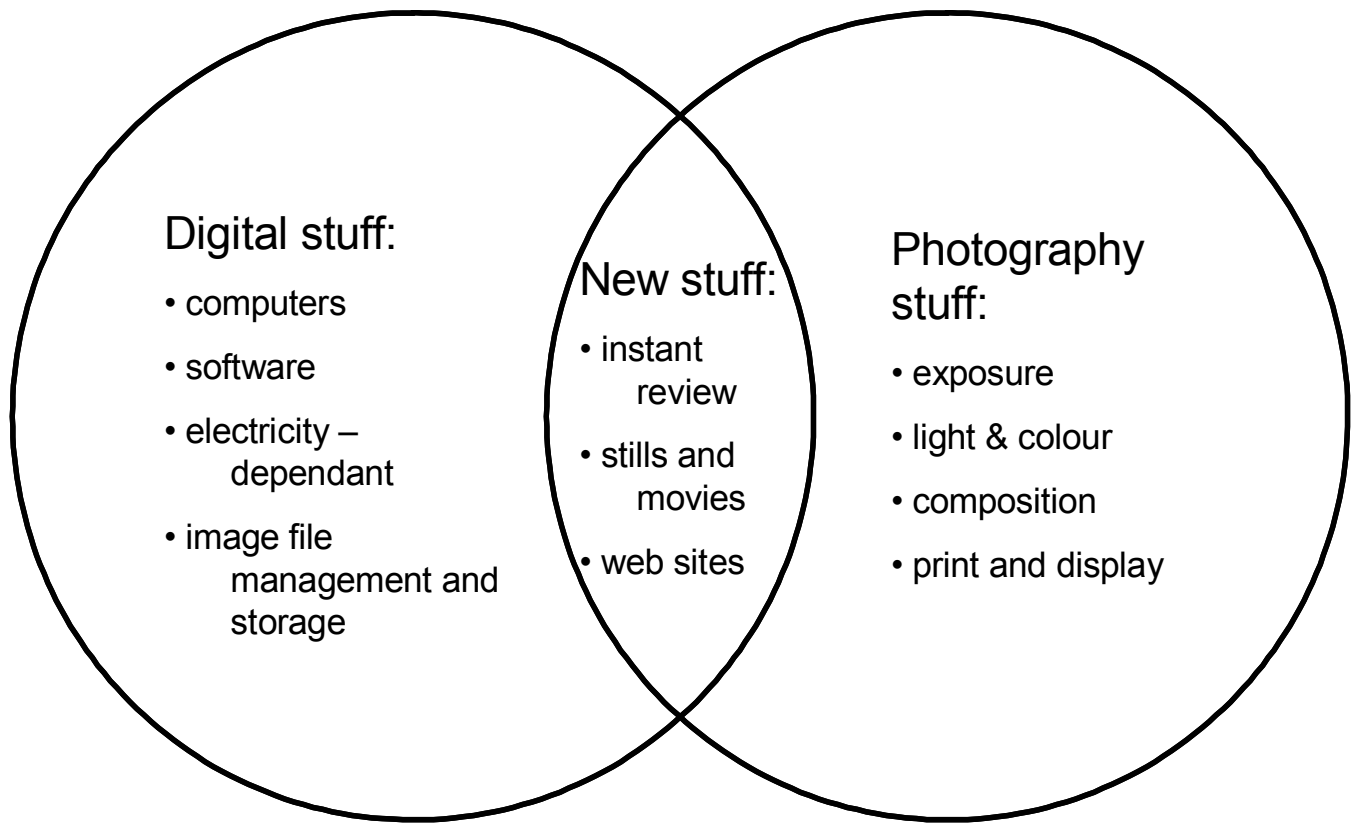 Digital stuff:
• computers
• software
• electricity –
dependant
• image file
management and
storage
New stuff:
• instant
review
• stills and
movies
• web sites
Photography
stuff:
• exposure
• light & colour
• composition
• print and display